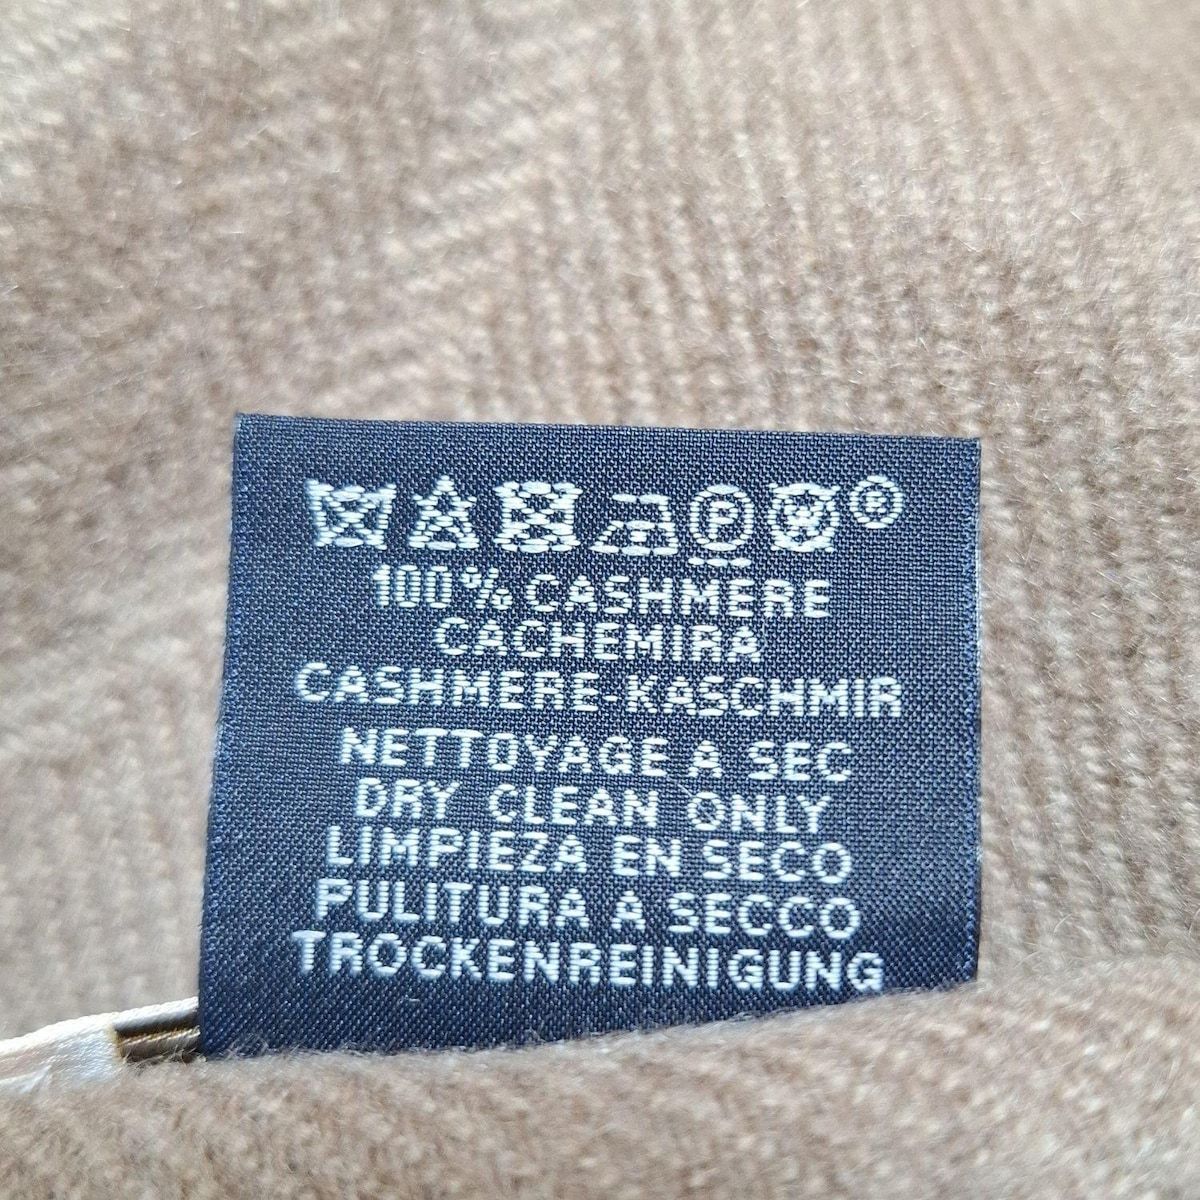 P ®
100% CASHMERE
CACHEMIRA
CASHMERE-KASCHMIR
NETTOYAGE A SEC
DRY CLEAN ONLY
LIMPIEZA EN SECO
PULITURA A SECCO
TROCKENREINIGUNG